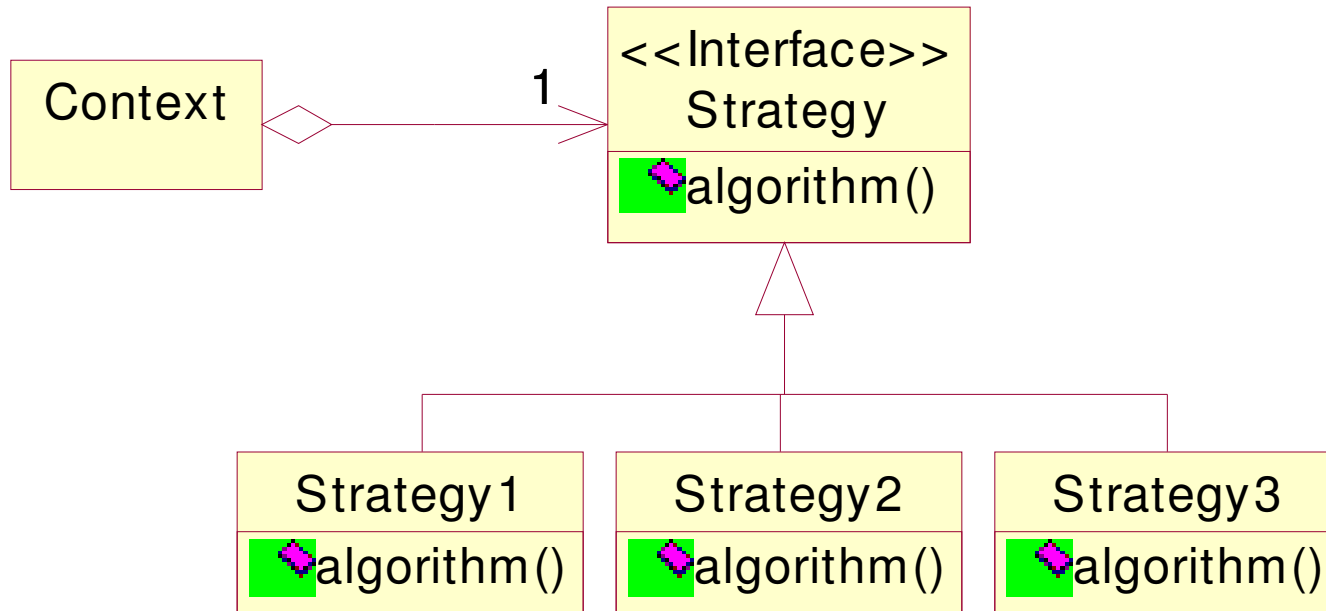 <<Interface>>
Context
1
Strategy
algorithm()
Strategy1
Strategy2
Strategy3
algorithm()
algorithm()
algorithm()